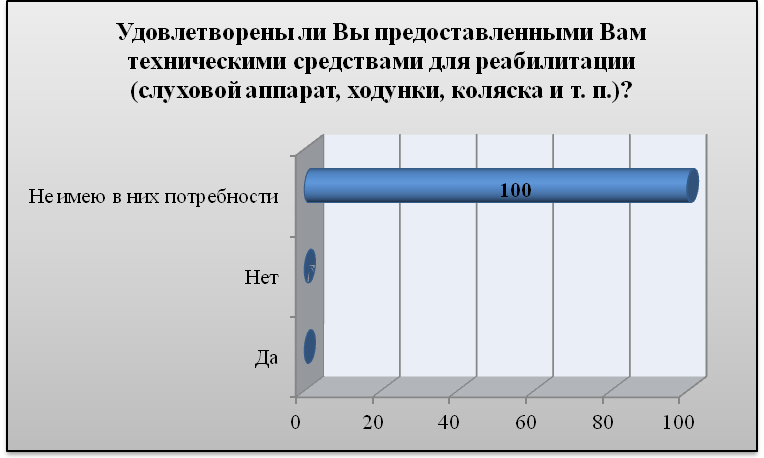 Удовлетворены ли Вы предоставленными Вам
техническими средствами для реабилитации
(слуховой аппарат, ходунки, коляска и т. п.)?
Не имею в них потребности
100
Нет
Да
0 20 40 60 80 100